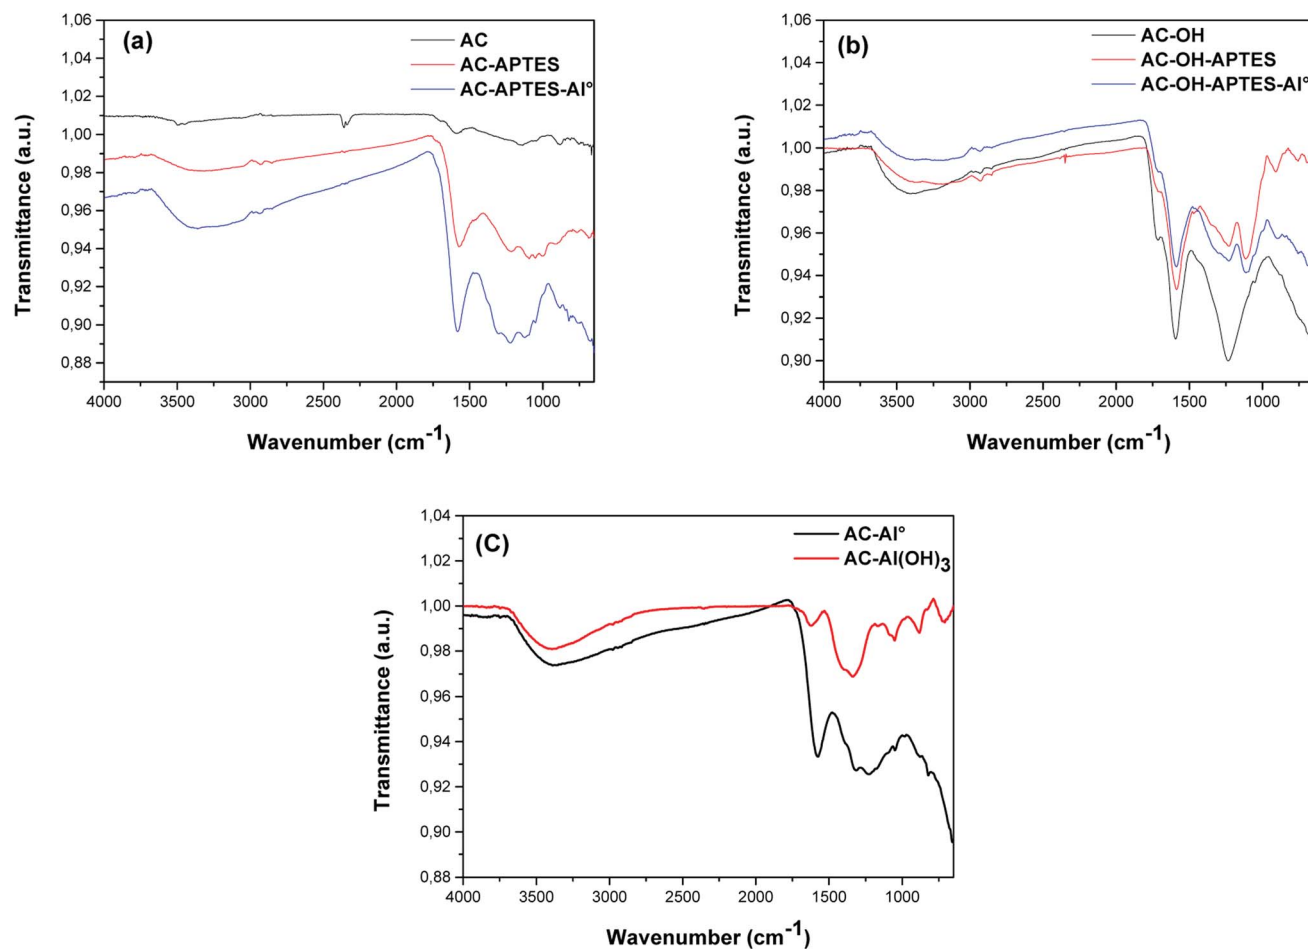 (a)
AC
AC-APTES
AC-APTES-Al°
1,06
1,04
1,02
1,00
0,98
0,96
0,94
0,92
0,90
0,88
Transmittance (a.u.)
4000 3500 3000 2500 2000 1500 1000
Wavenumber (cm-1)
(b)
AC-OH
AC-OH-APTES
AC-OH-APTES-Al°
1,06
1,04
1,02
1,00
0,98
0,96
0,94
0,92
0,90
Transmittance (a.u.)
4000 3500 3000 2500 2000 1500 1000
Wavenumber (cm-1)
(C)
AC-Al°
AC-Al(OH)3
1,04
1,02
1,00
0,98
0,96
0,94
0,92
0,90
0,88
Transmittance (a.u.)
4000 3500 3000 2500 2000 1500 1000
Wavenumber (cm-1)